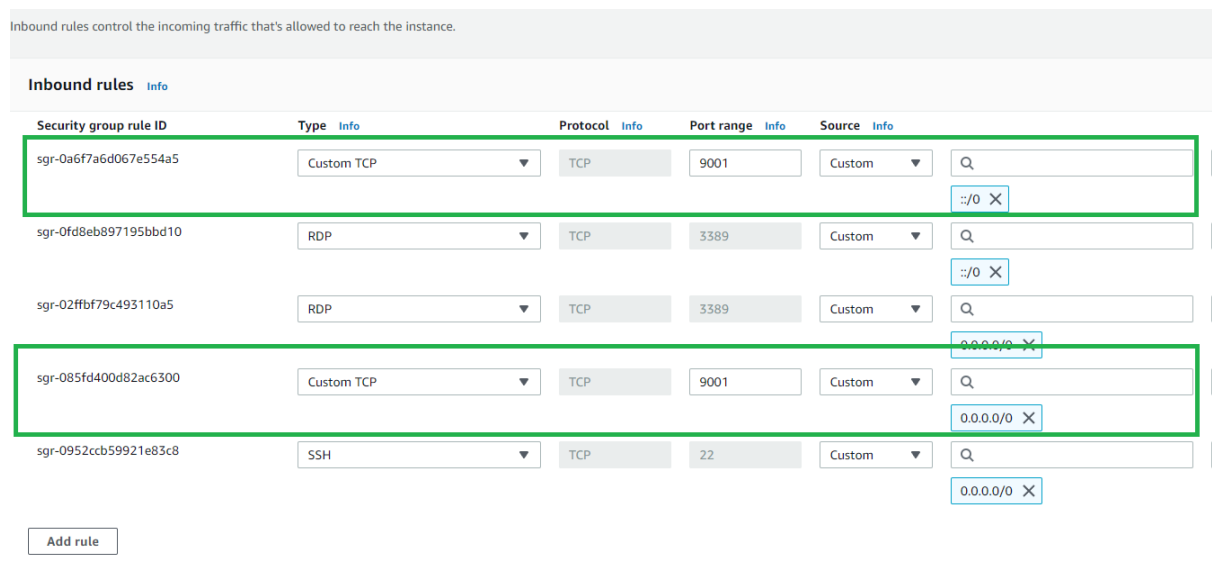 Inbound rules control the incoming traffic that's allowed to reach the instance.
Inbound rules Info
Security group rule ID Type Info Protocol Info Port range Info Source Info
sgr-0a6f7a6d067e554a5 Custom TCP TCP 9001 Custom
::/0
sgr-0fd8eb897195bbd10 RDP TCP 3389 Custom
::/0
sgr-02ffbf79c493110a5 RDP TCP 3389 Custom
0.0.0.0/0
sgr-085fd400d82ac6300 Custom TCP TCP 9001 Custom
0.0.0.0/0
sgr-0952ccb59921e83c8 SSH TCP 22 Custom
0.0.0.0/0
Add rule